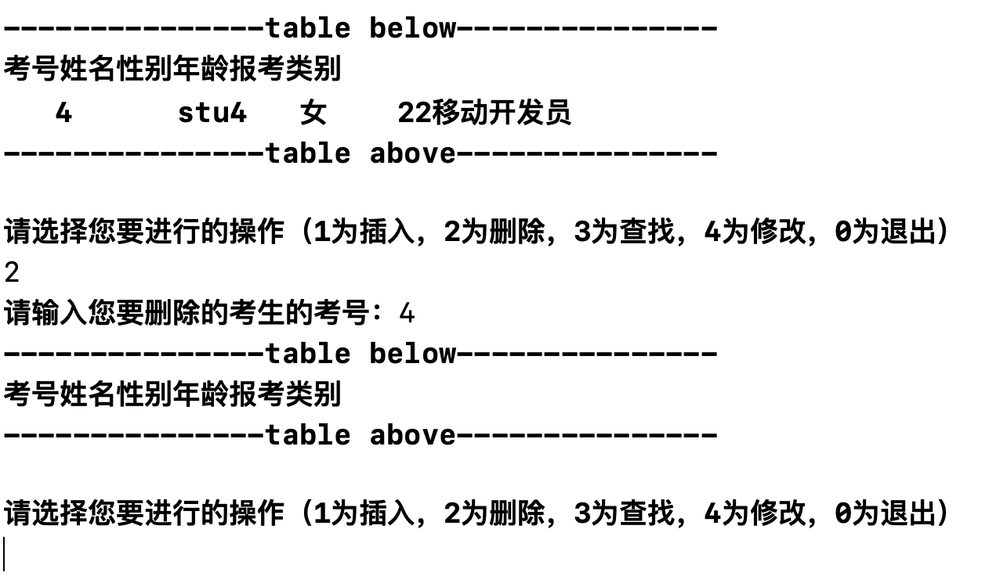 ---------------table below---------------
考号姓名性别年龄报考类别
   4      stu4   女    22移动开发员
---------------table above---------------
请选择您要进行的操作（1为插入，2为删除，3为查找，4为修改，0为退出）
2
请输入您要删除的考生的考号：4
---------------table below---------------
考号姓名性别年龄报考类别
---------------table above---------------
请选择您要进行的操作（1为插入，2为删除，3为查找，4为修改，0为退出）